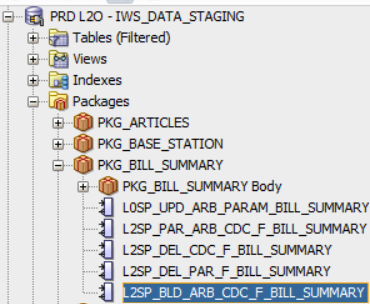 PRD L2O - IWS_DATA_STAGING
Tables (Filtered)
Views
Indexes
Packages
PKG_ARTICLES
PKG_BASE_STATION
PKG_BILL_SUMMARY
PKG_BILL_SUMMARY Body
L0SP_UPD_ARB_PARAM_BILL_SUMMARY
L2SP_PAR_ARB_CDC_F_BILL_SUMMARY
L2SP_DEL_CDC_F_BILL_SUMMARY
L2SP_DEL_PAR_F_BILL_SUMMARY
L2SP_BLD_ARB_CDC_F_BILL_SUMMARY